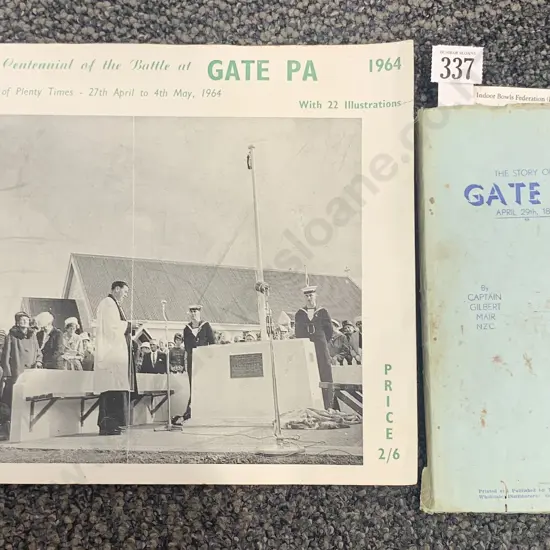 Centennial of the Battle at GATE PA 1964
of Plenty Times - 27th April to 4th May, 1964
With 22 Illustrations
PRICE 2/6
337
Indoor Bowls Federation
THE STORY OF
GATE
APRIL 29th, 18
By
CAPTAIN
GILBERT
MAIR
NZC
Printed and Published by
sloane